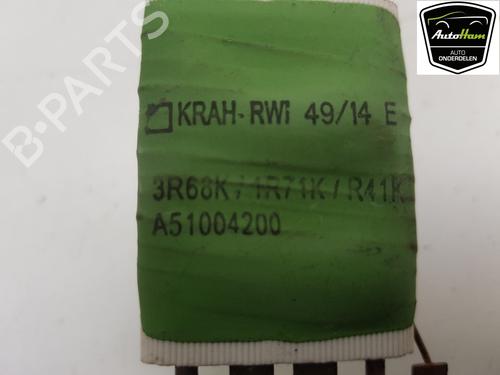 AutoHam
AUTO
ONDERDELEN
KRAH-RWi 49/14 E
3R68K / 1R71K / R41K
A51004200
B-PARTS